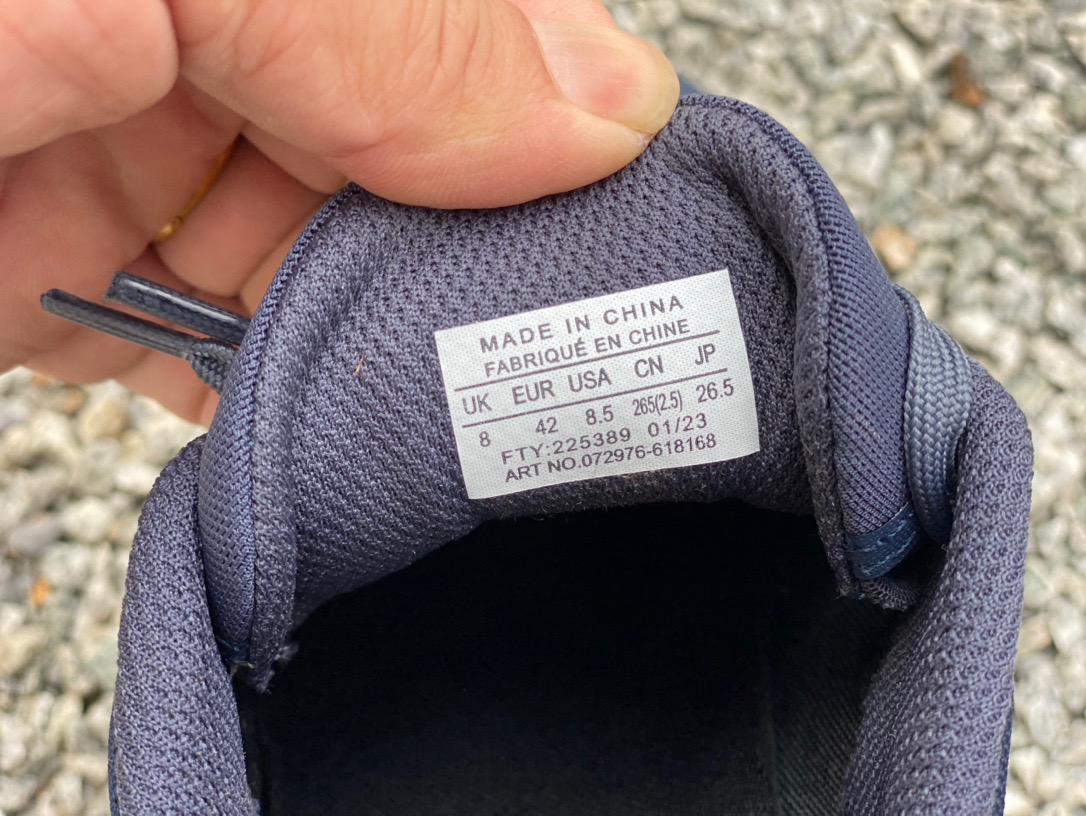 MADE IN CHINA
FABRIQUÉ EN CHINE
UK EUR USA CN JP
8 42 8.5 265(2.5) 26.5
FTY:225389 01/23
ART NO.072976-618168